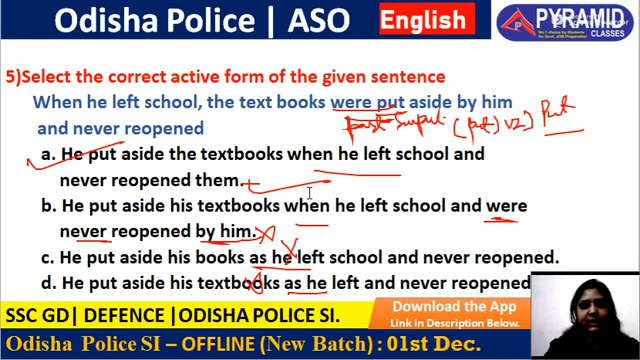 Odisha Police | ASO English PYRAMID
CLASSES
5)Select the correct active form of the given sentence
When he left school, the text books were put aside by him
and never reopened
past simple (put) v2) Put
a. He put aside the textbooks when he left school and
never reopened them.
b. He put aside his textbooks when he left school and were
never reopened by him.
c. He put aside his books as he left school and never reopened.
d. He put aside his textbooks as he left and never reopened
SSC GD| DEFENCE |ODISHA POLICE SI. Download the App
Link in Description Below.
Odisha Police SI – OFFLINE (New Batch) : 01st Dec.